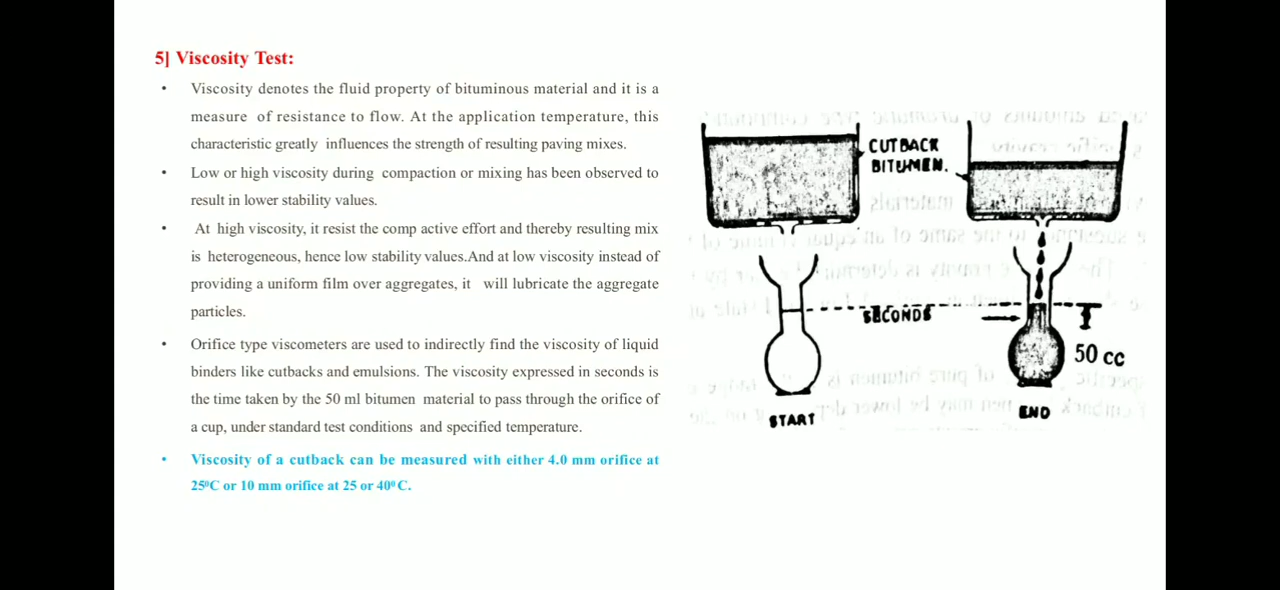 5] Viscosity Test:
• Viscosity denotes the fluid property of bituminous material and it is a
measure of resistance to flow. At the application temperature, this
characteristic greatly influences the strength of resulting paving mixes.
• Low or high viscosity during compaction or mixing has been observed to
result in lower stability values.
• At high viscosity, it resist the comp active effort and thereby resulting mix
is heterogeneous, hence low stability values.And at low viscosity instead of
providing a uniform film over aggregates, it will lubricate the aggregate
particles.
• Orifice type viscometers are used to indirectly find the viscosity of liquid
binders like cutbacks and emulsions. The viscosity expressed in seconds is
the time taken by the 50 ml bitumen material to pass through the orifice of
a cup, under standard test conditions and specified temperature.
• Viscosity of a cutback can be measured with either 4.0 mm orifice at
25⁰C or 10 mm orifice at 25 or 40⁰ C.
CUTBACK
BITUMEN.
SECONDS
50 cc
START
END